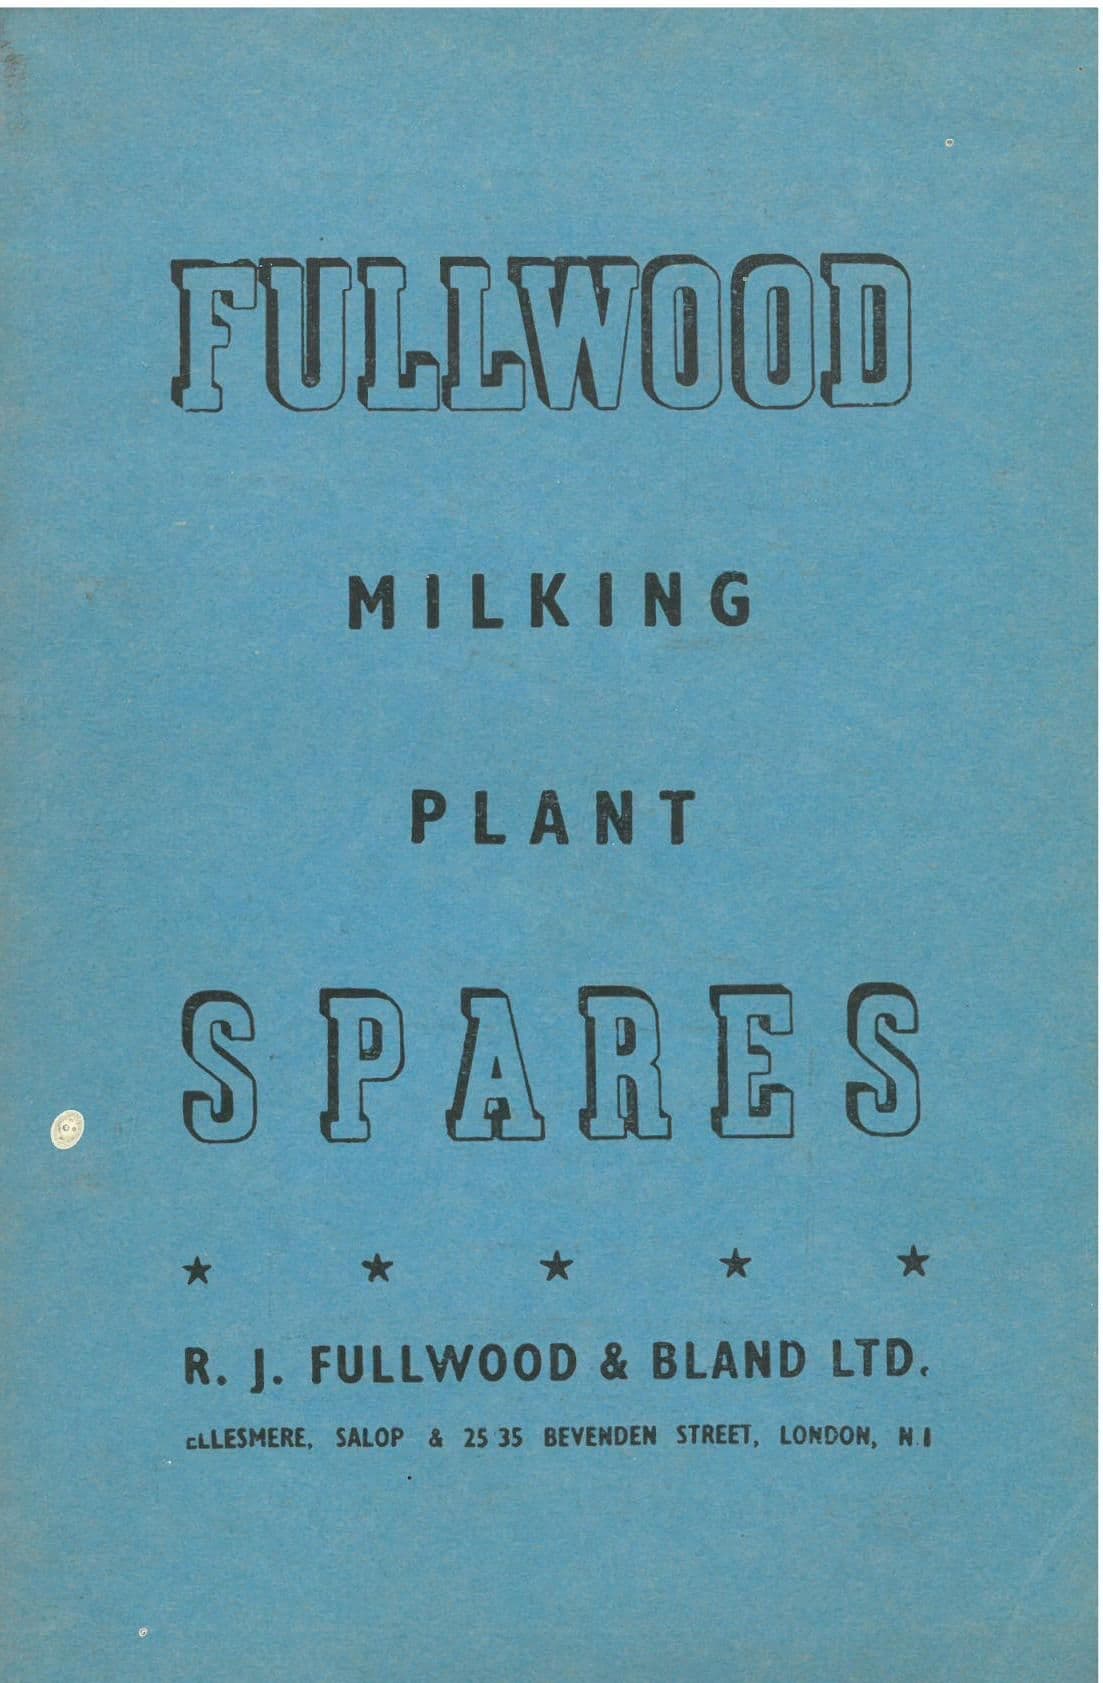 FULLWOOD
MILKING
PLANT
SPARES
★ ★ ★ ★ ★
R. J. FULLWOOD & BLAND LTD.
ELLESMERE, SALOP & 25 35 BEVENDEN STREET, LONDON, N.1